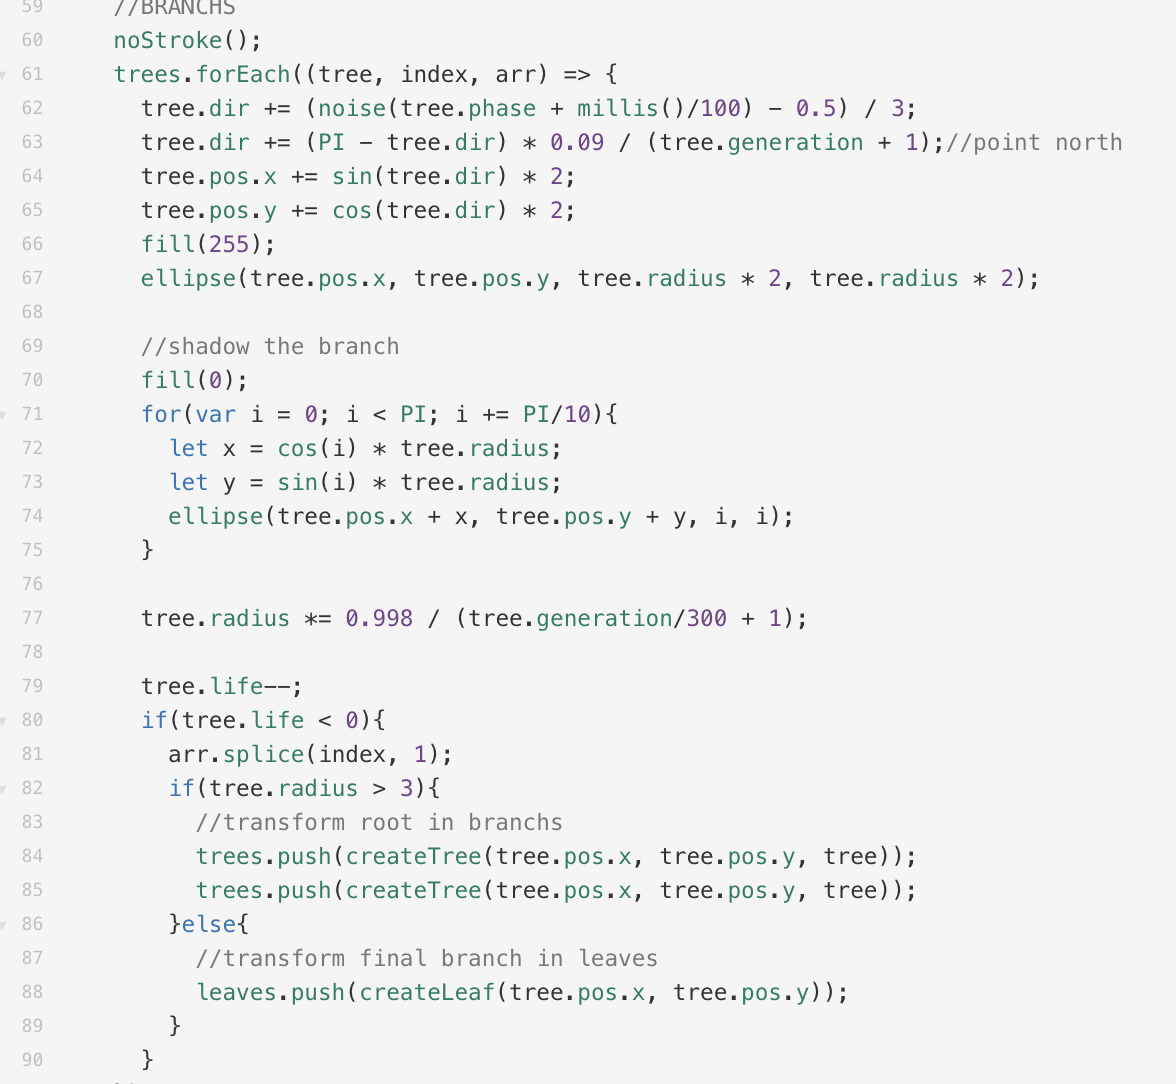 59 //BRANCHS
60 noStroke();
61 trees.forEach((tree, index, arr) => {
62 tree.dir += (noise(tree.phase + millis()/100) - 0.5) / 3;
63 tree.dir += (PI - tree.dir) * 0.09 / (tree.generation + 1);//point north
64 tree.pos.x += sin(tree.dir) * 2;
65 tree.pos.y += cos(tree.dir) * 2;
66 fill(255);
67 ellipse(tree.pos.x, tree.pos.y, tree.radius * 2, tree.radius * 2);
68
69 //shadow the branch
70 fill(0);
71 for(var i = 0; i < PI; i += PI/10){
72 let x = cos(i) * tree.radius;
73 let y = sin(i) * tree.radius;
74 ellipse(tree.pos.x + x, tree.pos.y + y, i, i);
75 }
76
77 tree.radius *= 0.998 / (tree.generation/300 + 1);
78
79 tree.life--;
80 if(tree.life < 0){
81 arr.splice(index, 1);
82 if(tree.radius > 3){
83 //transform root in branchs
84 trees.push(createTree(tree.pos.x, tree.pos.y, tree));
85 trees.push(createTree(tree.pos.x, tree.pos.y, tree));
86 }else{
87 //transform final branch in leaves
88 leaves.push(createLeaf(tree.pos.x, tree.pos.y));
89 }
90 }